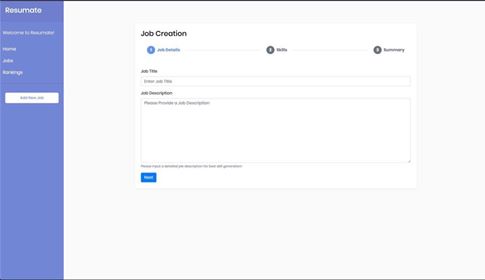 Resumate
Welcome to Resumate!
Home
Jobs
Rankings
Add New Job
Job Creation
1 Job Details 2 Skills 3 Summary
Job Title
Enter Job Title
Job Description
Please Provide a Job Description
Please input a detailed job description for best skill generation!
Next